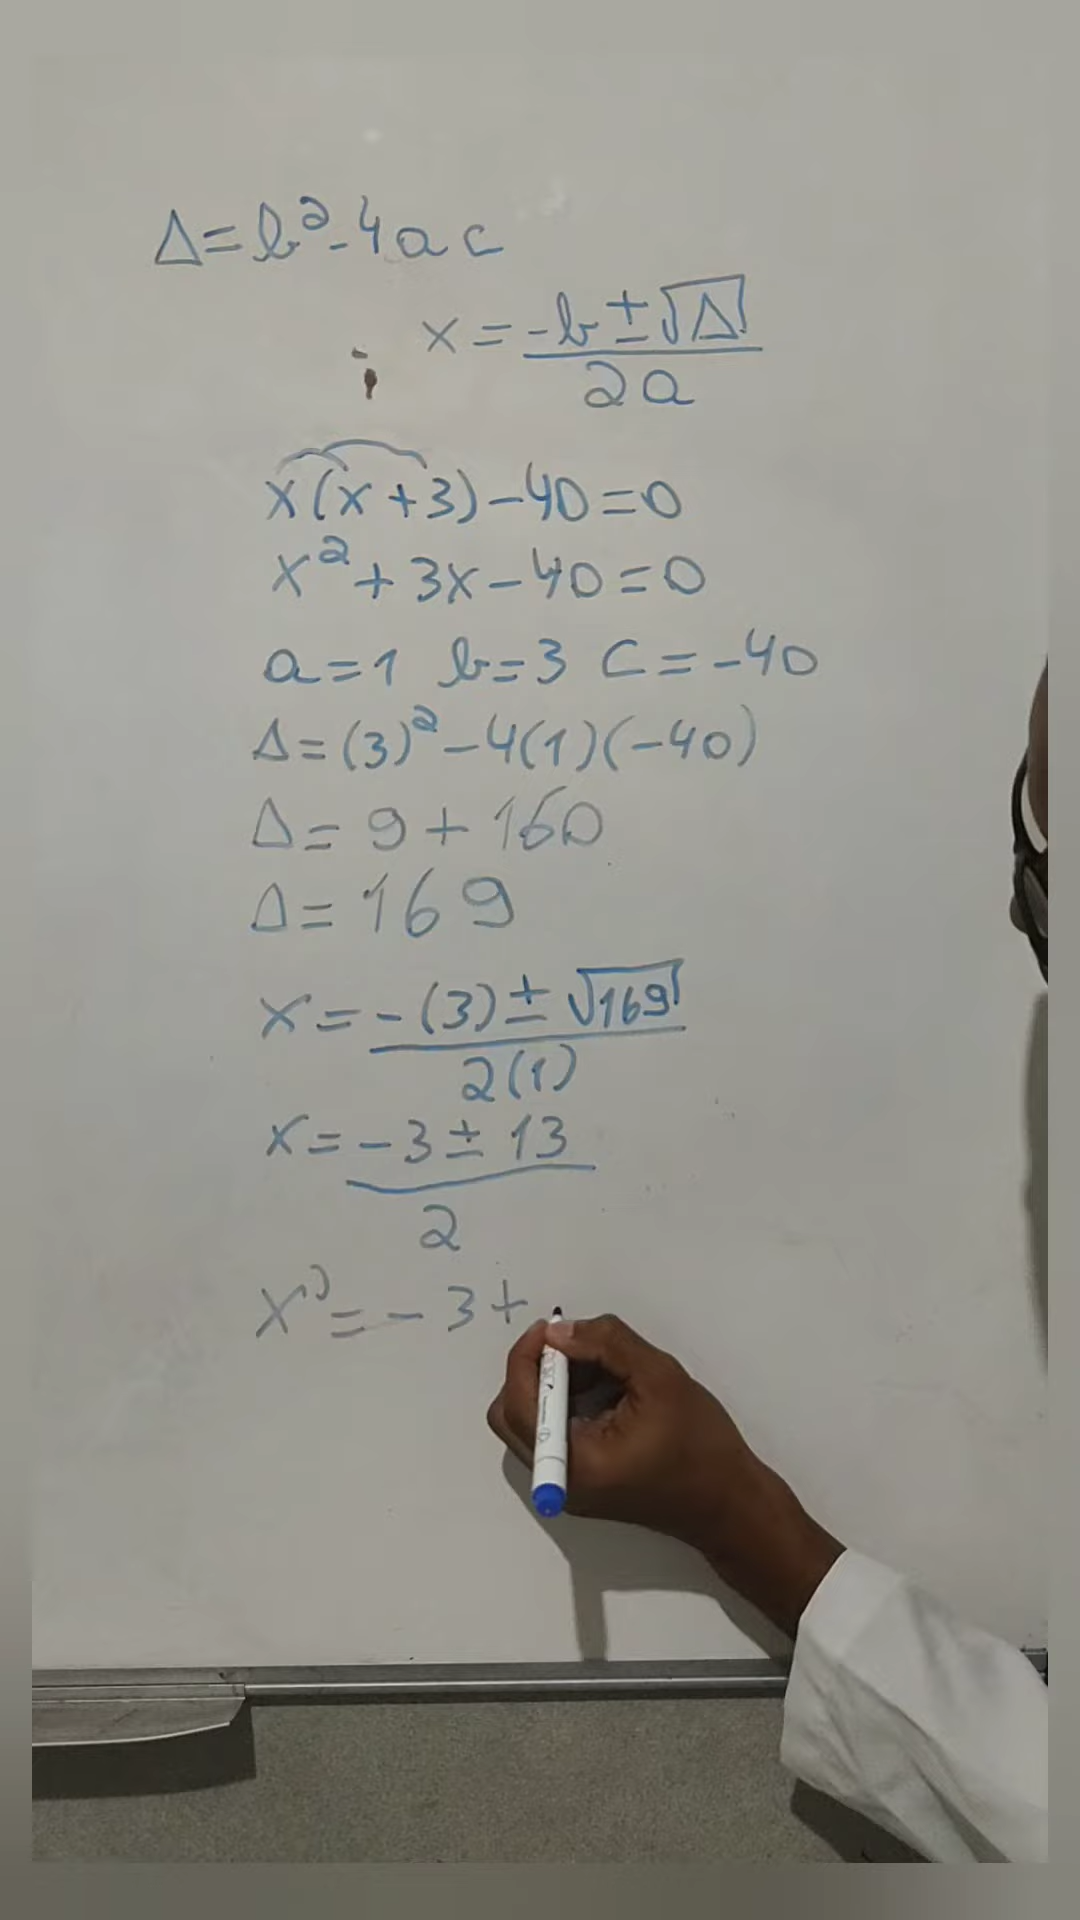 Δ=b²-4ac
x=-b±√Δ
2a
x(x+3)-40=0
x²+3x-40=0
a=1 b=3 c=-40
Δ=(3)²-4(1)(-40)
Δ=9+160
Δ=169
x=-(3)±√169
2(1)
x=-3±13
2
x'=-3+